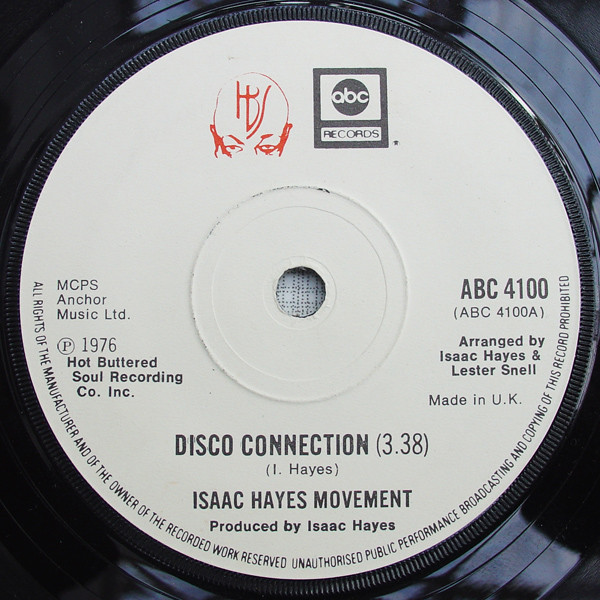 HBS
abc
RECORDS
MCPS
Anchor
Music Ltd.
ABC 4100
(ABC 4100A)
℗ 1976
Hot Buttered
Soul Recording
Co. Inc.
Arranged by
Isaac Hayes &
Lester Snell
Made in U.K.
DISCO CONNECTION (3.38)
(I. Hayes)
ISAAC HAYES MOVEMENT
Produced by Isaac Hayes
ALL RIGHTS OF THE MANUFACTURER AND OF THE OWNER OF THE RECORDED WORK RESERVED UNAUTHORISED PUBLIC PERFORMANCE BROADCASTING AND COPYING OF THIS RECORD PROHIBITED